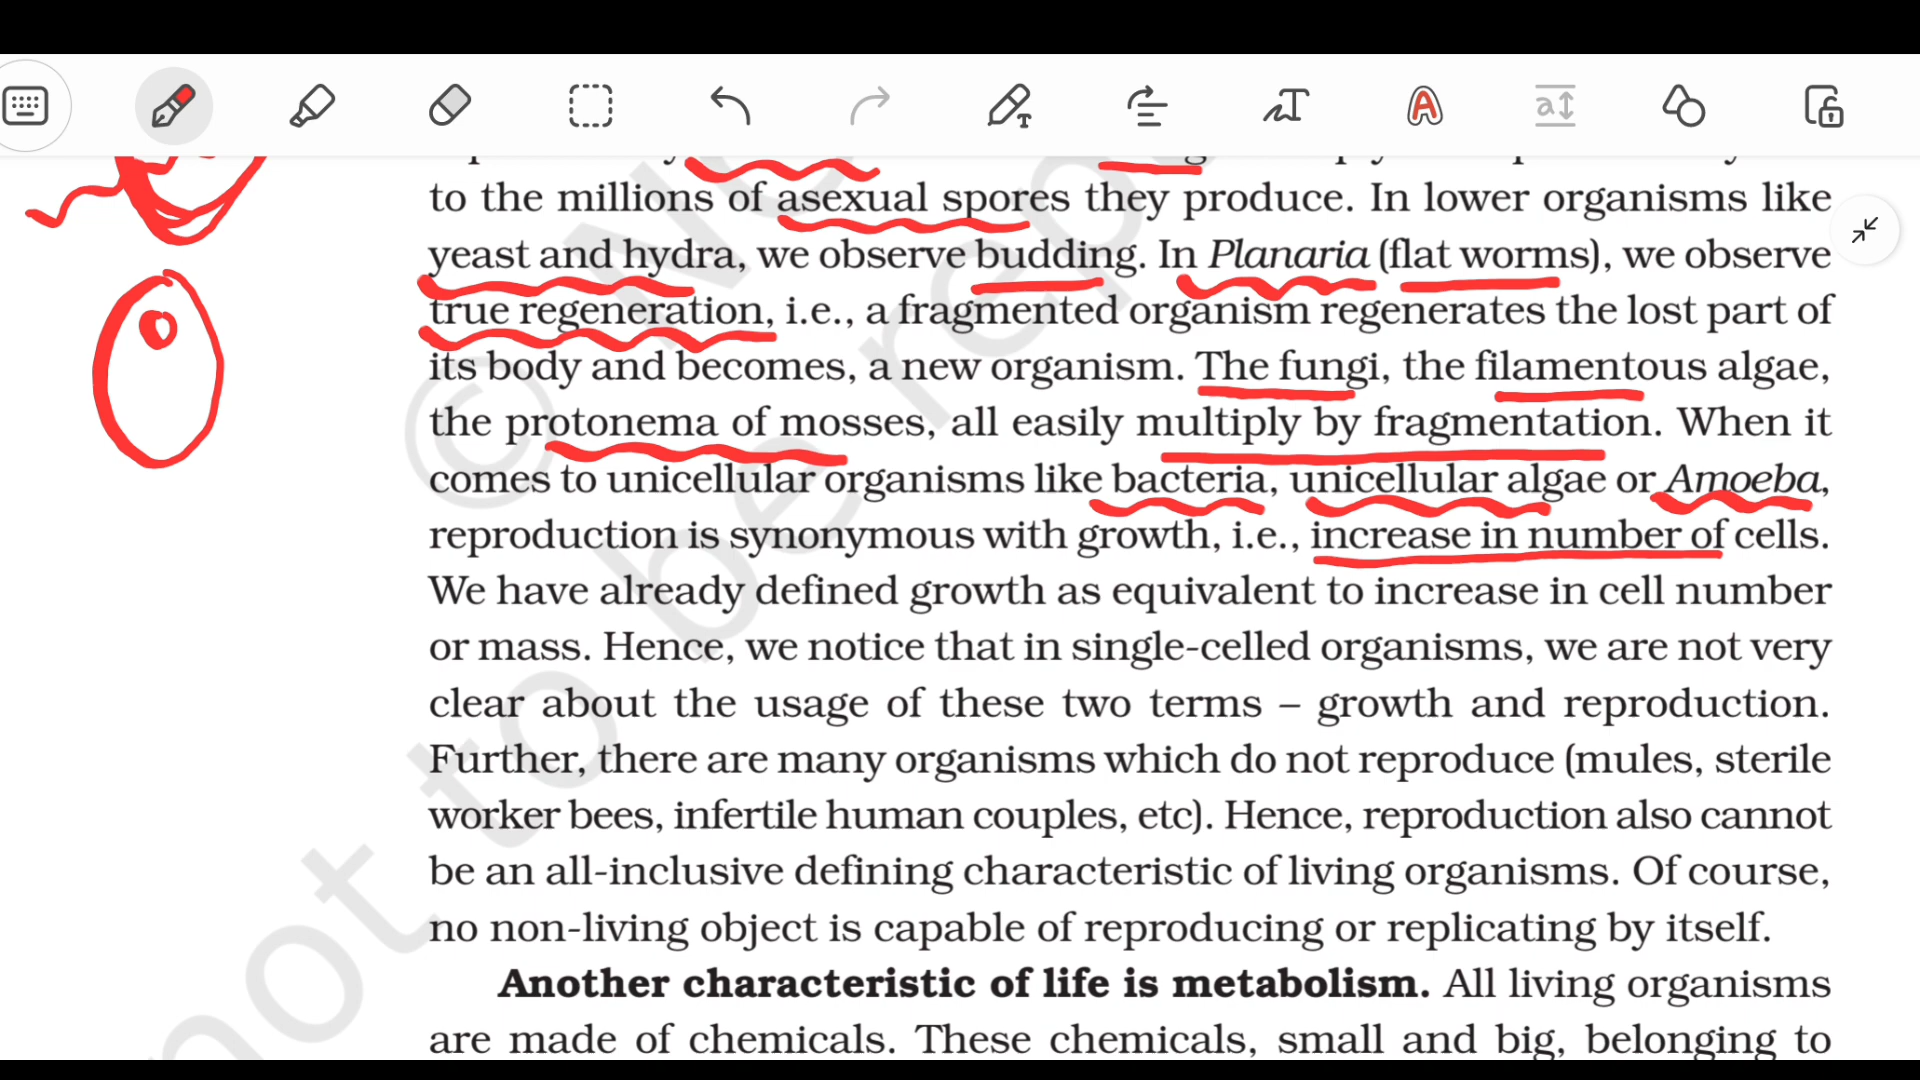 to the millions of asexual spores they produce. In lower organisms like
yeast and hydra, we observe budding. In Planaria (flat worms), we observe
true regeneration, i.e., a fragmented organism regenerates the lost part of
its body and becomes, a new organism. The fungi, the filamentous algae,
the protonema of mosses, all easily multiply by fragmentation. When it
comes to unicellular organisms like bacteria, unicellular algae or Amoeba,
reproduction is synonymous with growth, i.e., increase in number of cells.
We have already defined growth as equivalent to increase in cell number
or mass. Hence, we notice that in single-celled organisms, we are not very
clear about the usage of these two terms – growth and reproduction.
Further, there are many organisms which do not reproduce (mules, sterile
worker bees, infertile human couples, etc). Hence, reproduction also cannot
be an all-inclusive defining characteristic of living organisms. Of course,
no non-living object is capable of reproducing or replicating by itself.
Another characteristic of life is metabolism. All living organisms
are made of chemicals. These chemicals, small and big, belonging to
not to be rep